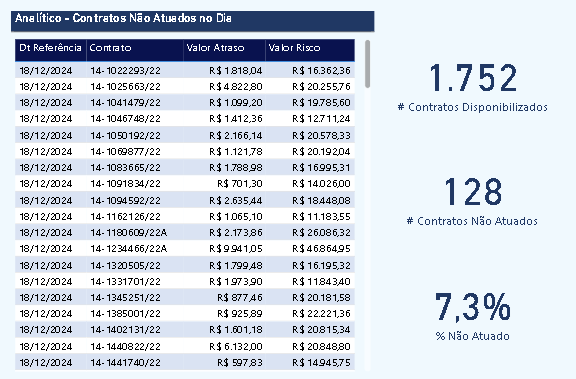 Analítico - Contratos Não Atuados no Dia
Dt Referência Contrato Valor Atraso Valor Risco
18/12/2024 14-1022293/22 R$ 1.818,04 R$ 16.362,36
18/12/2024 14-1025663/22 R$ 4.822,80 R$ 20.255,76
18/12/2024 14-1041479/22 R$ 1.099,20 R$ 19.785,60
18/12/2024 14-1046748/22 R$ 1.412,36 R$ 12.711,24
18/12/2024 14-1050192/22 R$ 2.166,14 R$ 20.578,33
18/12/2024 14-1069877/22 R$ 1.121,78 R$ 20.192,04
18/12/2024 14-1083665/22 R$ 1.788,98 R$ 16.995,31
18/12/2024 14-1091834/22 R$ 701,30 R$ 14.026,00
18/12/2024 14-1094592/22 R$ 2.635,44 R$ 18.448,08
18/12/2024 14-1162126/22 R$ 1.065,10 R$ 11.183,55
18/12/2024 14-1180609/22A R$ 2.173,86 R$ 26.086,32
18/12/2024 14-1234466/22A R$ 9.941,05 R$ 46.864,95
18/12/2024 14-1320505/22 R$ 1.799,48 R$ 16.195,32
18/12/2024 14-1331701/22 R$ 1.973,90 R$ 11.843,40
18/12/2024 14-1345251/22 R$ 877,46 R$ 20.181,58
18/12/2024 14-1385001/22 R$ 925,89 R$ 22.221,36
18/12/2024 14-1402131/22 R$ 1.601,18 R$ 20.815,34
18/12/2024 14-1440822/22 R$ 6.132,00 R$ 20.848,80
18/12/2024 14-1441740/22 R$ 597,83 R$ 14.945,75
1.752
# Contratos Disponibilizados
128
# Contratos Não Atuados
7,3%
% Não Atuado